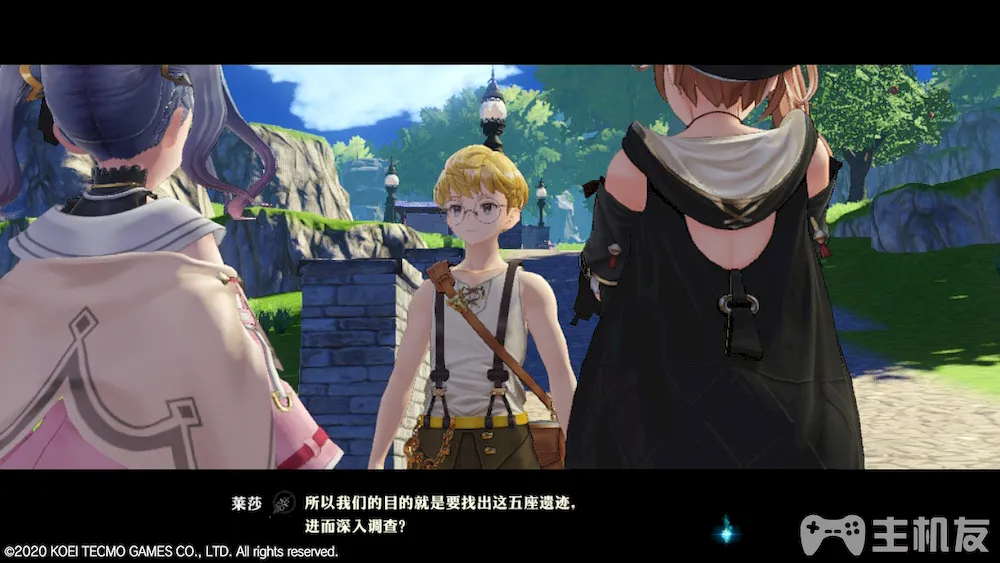 莱莎
所以我们的目的就是要找出这五座遗迹，
进而深入调查？
©2020 KOEI TECMO GAMES CO., LTD. All rights reserved.
主机友